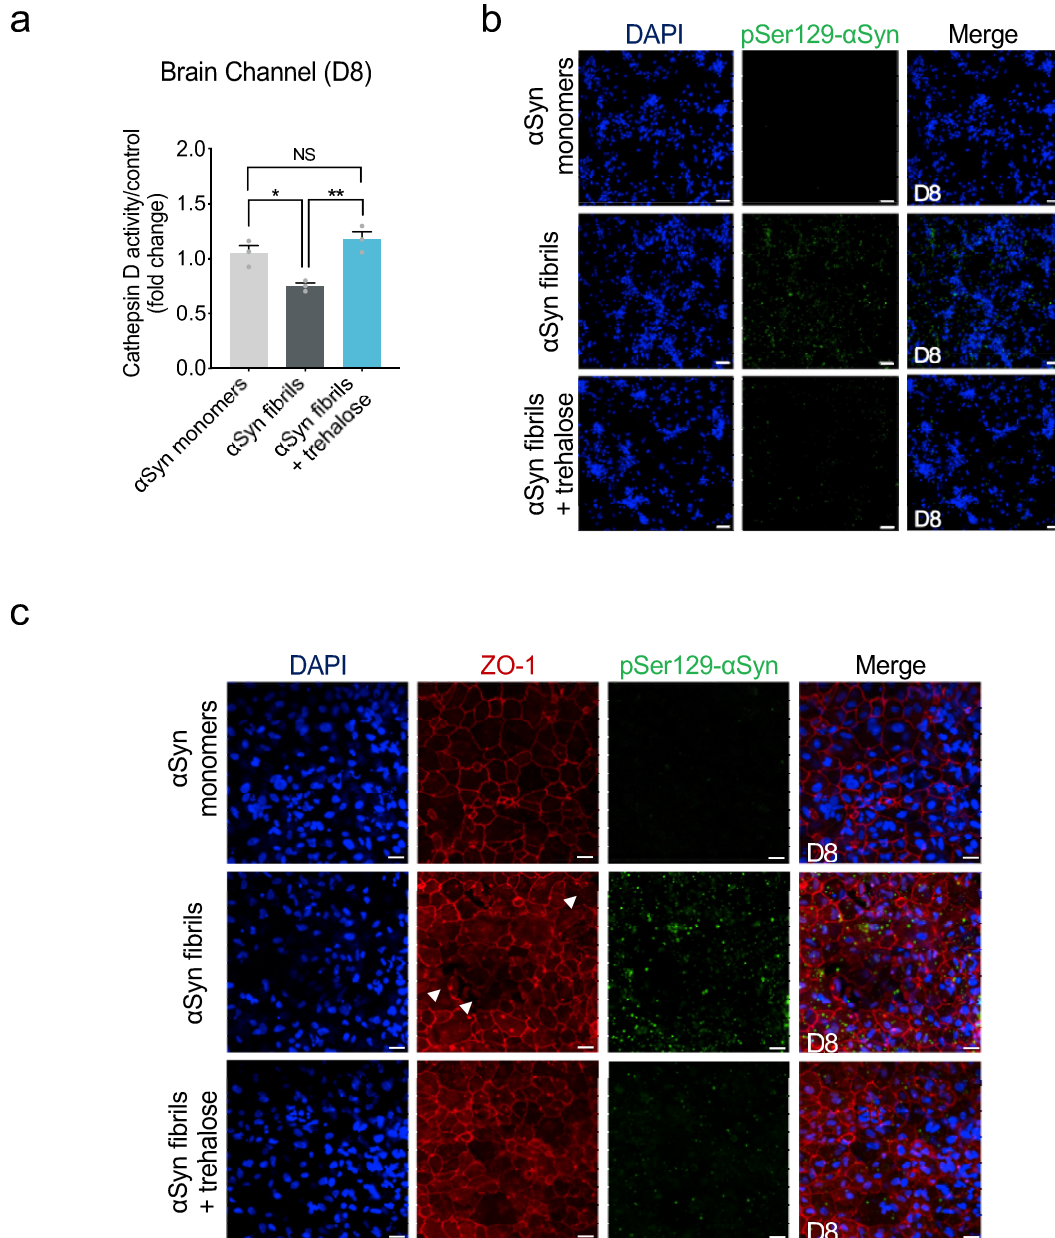 a
Brain Channel (D8)
Cathepsin D activity/control
(fold change)
2.0
1.5
1.0
0.5
0.0
NS
*
**
αSyn monomers
αSyn fibrils
αSyn fibrils
+ trehalose
b
DAPI
pSer129-αSyn
Merge
αSyn
monomers
D8
αSyn fibrils
D8
αSyn fibrils
+ trehalose
D8
c
DAPI
ZO-1
pSer129-αSyn
Merge
αSyn
monomers
D8
αSyn fibrils
D8
αSyn fibrils
+ trehalose
D8